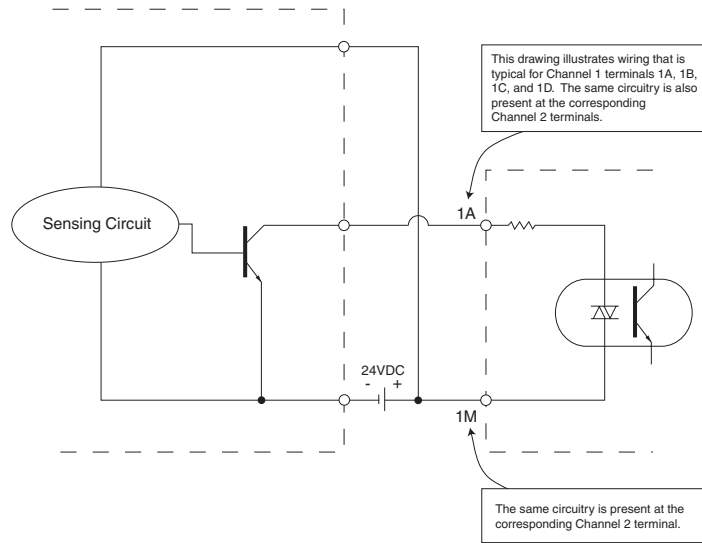 This drawing illustrates wiring that is
typical for Channel 1 terminals 1A, 1B,
1C, and 1D. The same circuitry is also
present at the corresponding
Channel 2 terminals.
1A
Sensing Circuit
24VDC
- +
1M
The same circuitry is present at the
corresponding Channel 2 terminal.